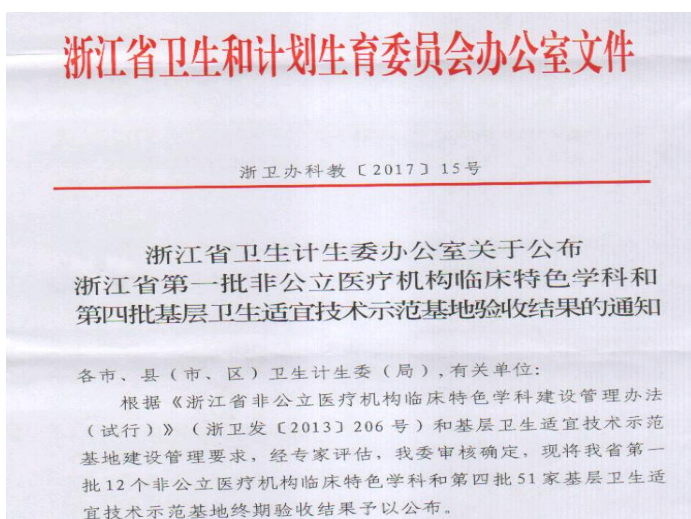 浙江省卫生和计划生育委员会办公室文件
浙卫办科教〔2017〕15号
浙江省卫生计生委办公室关于公布
浙江省第一批非公立医疗机构临床特色学科和
第四批基层卫生适宜技术示范基地验收结果的通知
各市、县（市、区）卫生计生委（局），有关单位：
根据《浙江省非公立医疗机构临床特色学科建设管理办法
（试行）》（浙卫发〔2013〕206号）和基层卫生适宜技术示范
基地建设管理要求，经专家评估，我委审核确定，现将我省第一
批12个非公立医疗机构临床特色学科和第四批51家基层卫生适
宜技术示范基地终期验收结果予以公布。